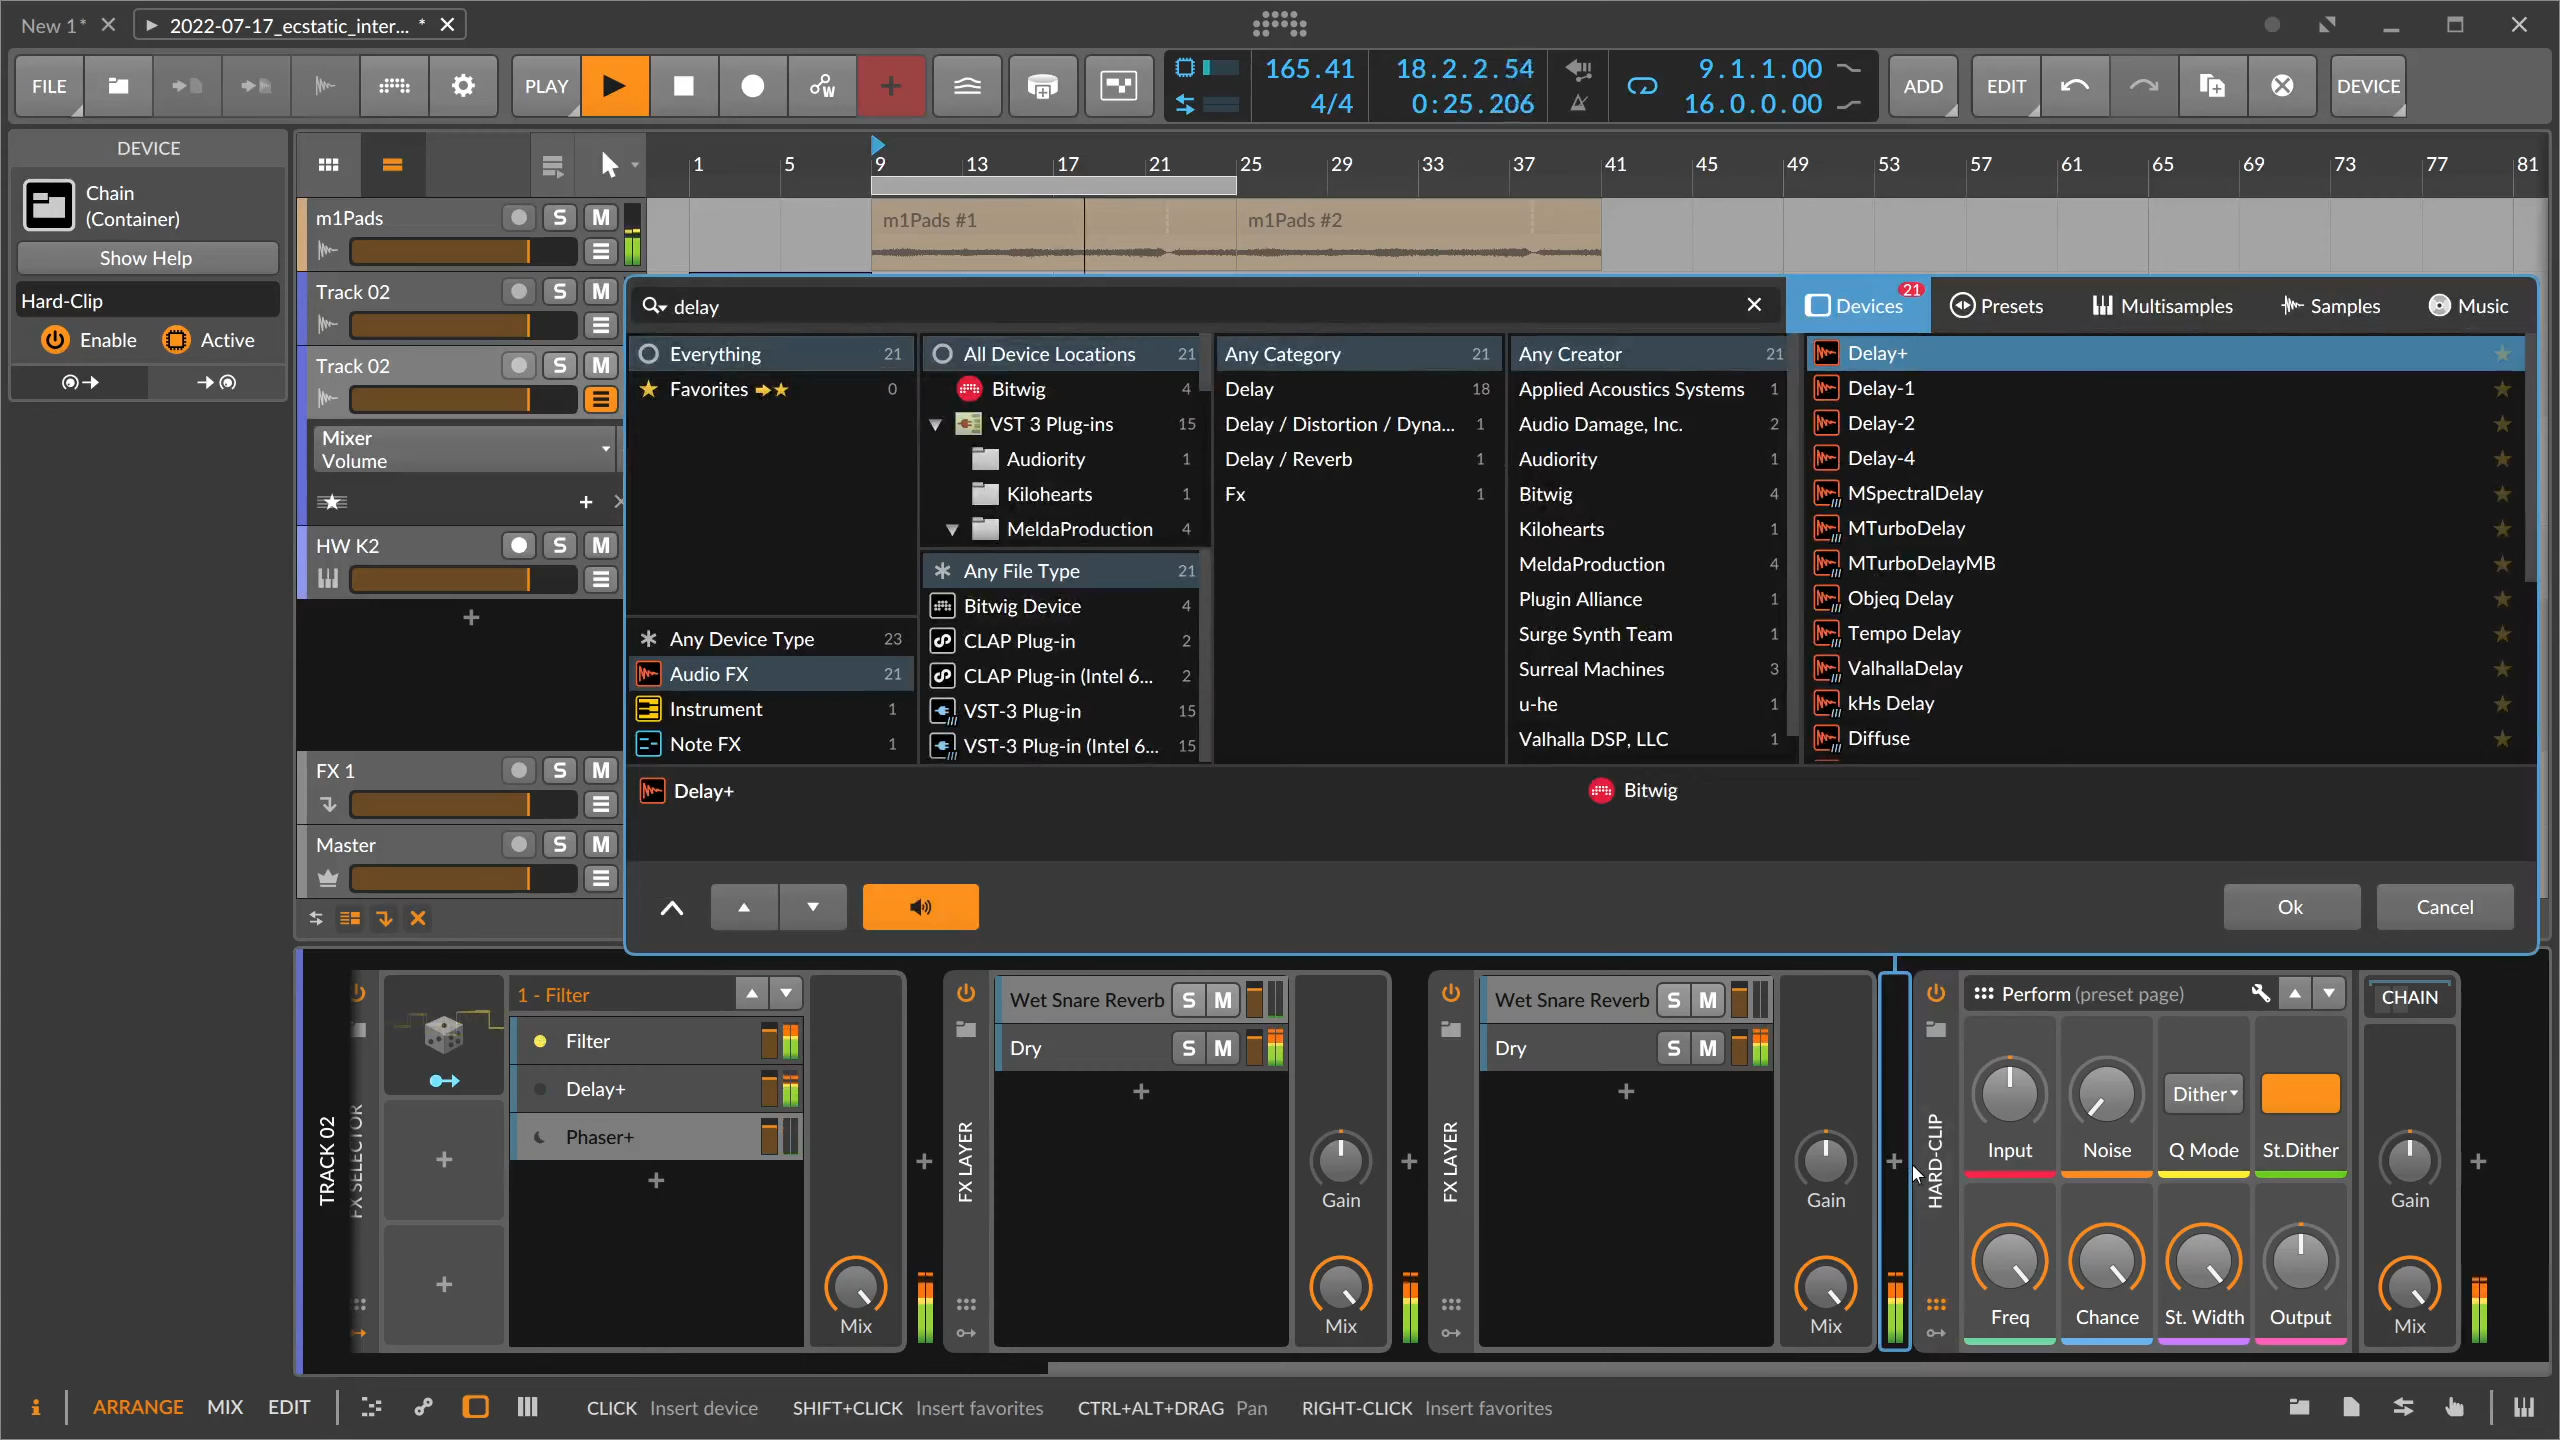 New 1*
2022-07-17_ecstatic_inter... *
FILE
PLAY
165.41
4/4
18.2.2.54
0:25.206
9.1.1.00
16.0.0.00
ADD
EDIT
DEVICE
DEVICE
Chain
(Container)
Show Help
Hard-Clip
Enable
Active
1 5 9 13 17 21 25 29 33 37 41 45 49 53 57 61 65 69 73 77 81
m1Pads S M
m1Pads #1
m1Pads #2
Track 02 S M
Track 02 S M
Mixer
Volume
HW K2 S M
FX 1 S M
Master S M
delay
Devices 21
Presets
Multisamples
Samples
Music
Everything 21
Favorites 0
Any Device Type 23
Audio FX 21
Instrument 1
Note FX 1
All Device Locations 21
Bitwig 4
VST 3 Plug-ins 15
Audiority 1
Kilohearts 1
MeldaProduction 4
Any File Type 21
Bitwig Device 4
CLAP Plug-in 2
CLAP Plug-in (Intel 6... 2
VST-3 Plug-in 15
VST-3 Plug-in (Intel 6... 15
Any Category 21
Delay 18
Delay / Distortion / Dyna... 1
Delay / Reverb 1
Fx 1
Any Creator 21
Applied Acoustics Systems 1
Audio Damage, Inc. 2
Audiority 1
Bitwig 4
Kilohearts 1
MeldaProduction 4
Plugin Alliance 1
Surge Synth Team 1
Surreal Machines 3
u-he 1
Valhalla DSP, LLC 1
Delay+
Delay-1
Delay-2
Delay-4
MSpectralDelay
MTurboDelay
MTurboDelayMB
Objeq Delay
Tempo Delay
ValhallaDelay
kHs Delay
Diffuse
Delay+
Bitwig
Ok
Cancel
TRACK 02
FX SELECTOR
1 - Filter
Filter
Delay+
Phaser+
Mix
FX LAYER
Wet Snare Reverb S M
Dry S M
Gain
Mix
FX LAYER
Wet Snare Reverb S M
Dry S M
Gain
Mix
HARD-CLIP
Perform (preset page)
Dither
Input
Noise
Q Mode
St.Dither
Freq
Chance
St. Width
Output
CHAIN
Gain
Mix
i
ARRANGE
MIX
EDIT
CLICK Insert device
SHIFT+CLICK Insert favorites
CTRL+ALT+DRAG Pan
RIGHT-CLICK Insert favorites